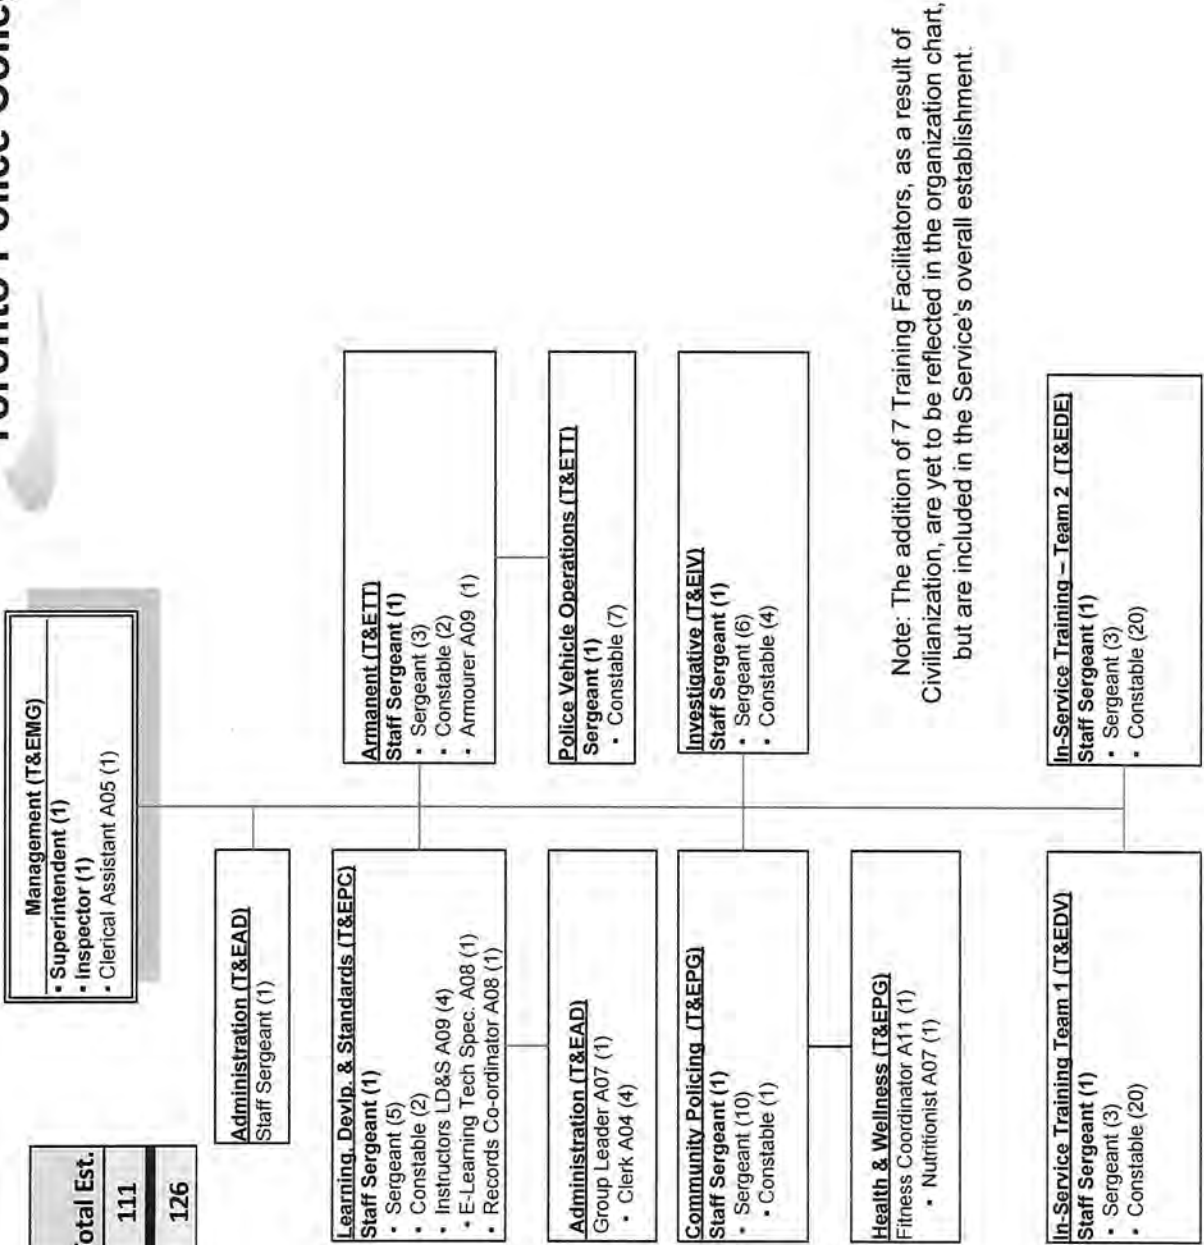 Toronto Police
Total Est.
111
126
Management (T&EMG)
• Superintendent (1)
• Inspector (1)
• Clerical Assistant A05 (1)
Administration (T&EAD)
Staff Sergeant (1)
Learning, Devlp. & Standards (T&EPC)
Staff Sergeant (1)
• Sergeant (5)
• Constable (2)
• Instructors LD&S A09 (4)
• E-Learning Tech Spec. A08 (1)
• Records Co-ordinator A08 (1)
Armanent (T&ETT)
Staff Sergeant (1)
• Sergeant (3)
• Constable (2)
• Armourer A09 (1)
Administration (T&EAD)
Group Leader A07 (1)
• Clerk A04 (4)
Police Vehicle Operations (T&ETT)
Sergeant (1)
• Constable (7)
Community Policing (T&EPG)
Staff Sergeant (1)
• Sergeant (10)
• Constable (1)
Investigative (T&EIV)
Staff Sergeant (1)
• Sergeant (6)
• Constable (4)
Health & Wellness (T&EPG)
Fitness Coordinator A11 (1)
• Nutritionist A07 (1)
Note: The addition of 7 Training Facilitators, as a result of
Civilianization, are yet to be reflected in the organization chart,
but are included in the Service's overall establishment.
In-Service Training Team 1 (T&EDV)
Staff Sergeant (1)
• Sergeant (3)
• Constable (20)
In-Service Training – Team 2 (T&EDE)
Staff Sergeant (1)
• Sergeant (3)
• Constable (20)